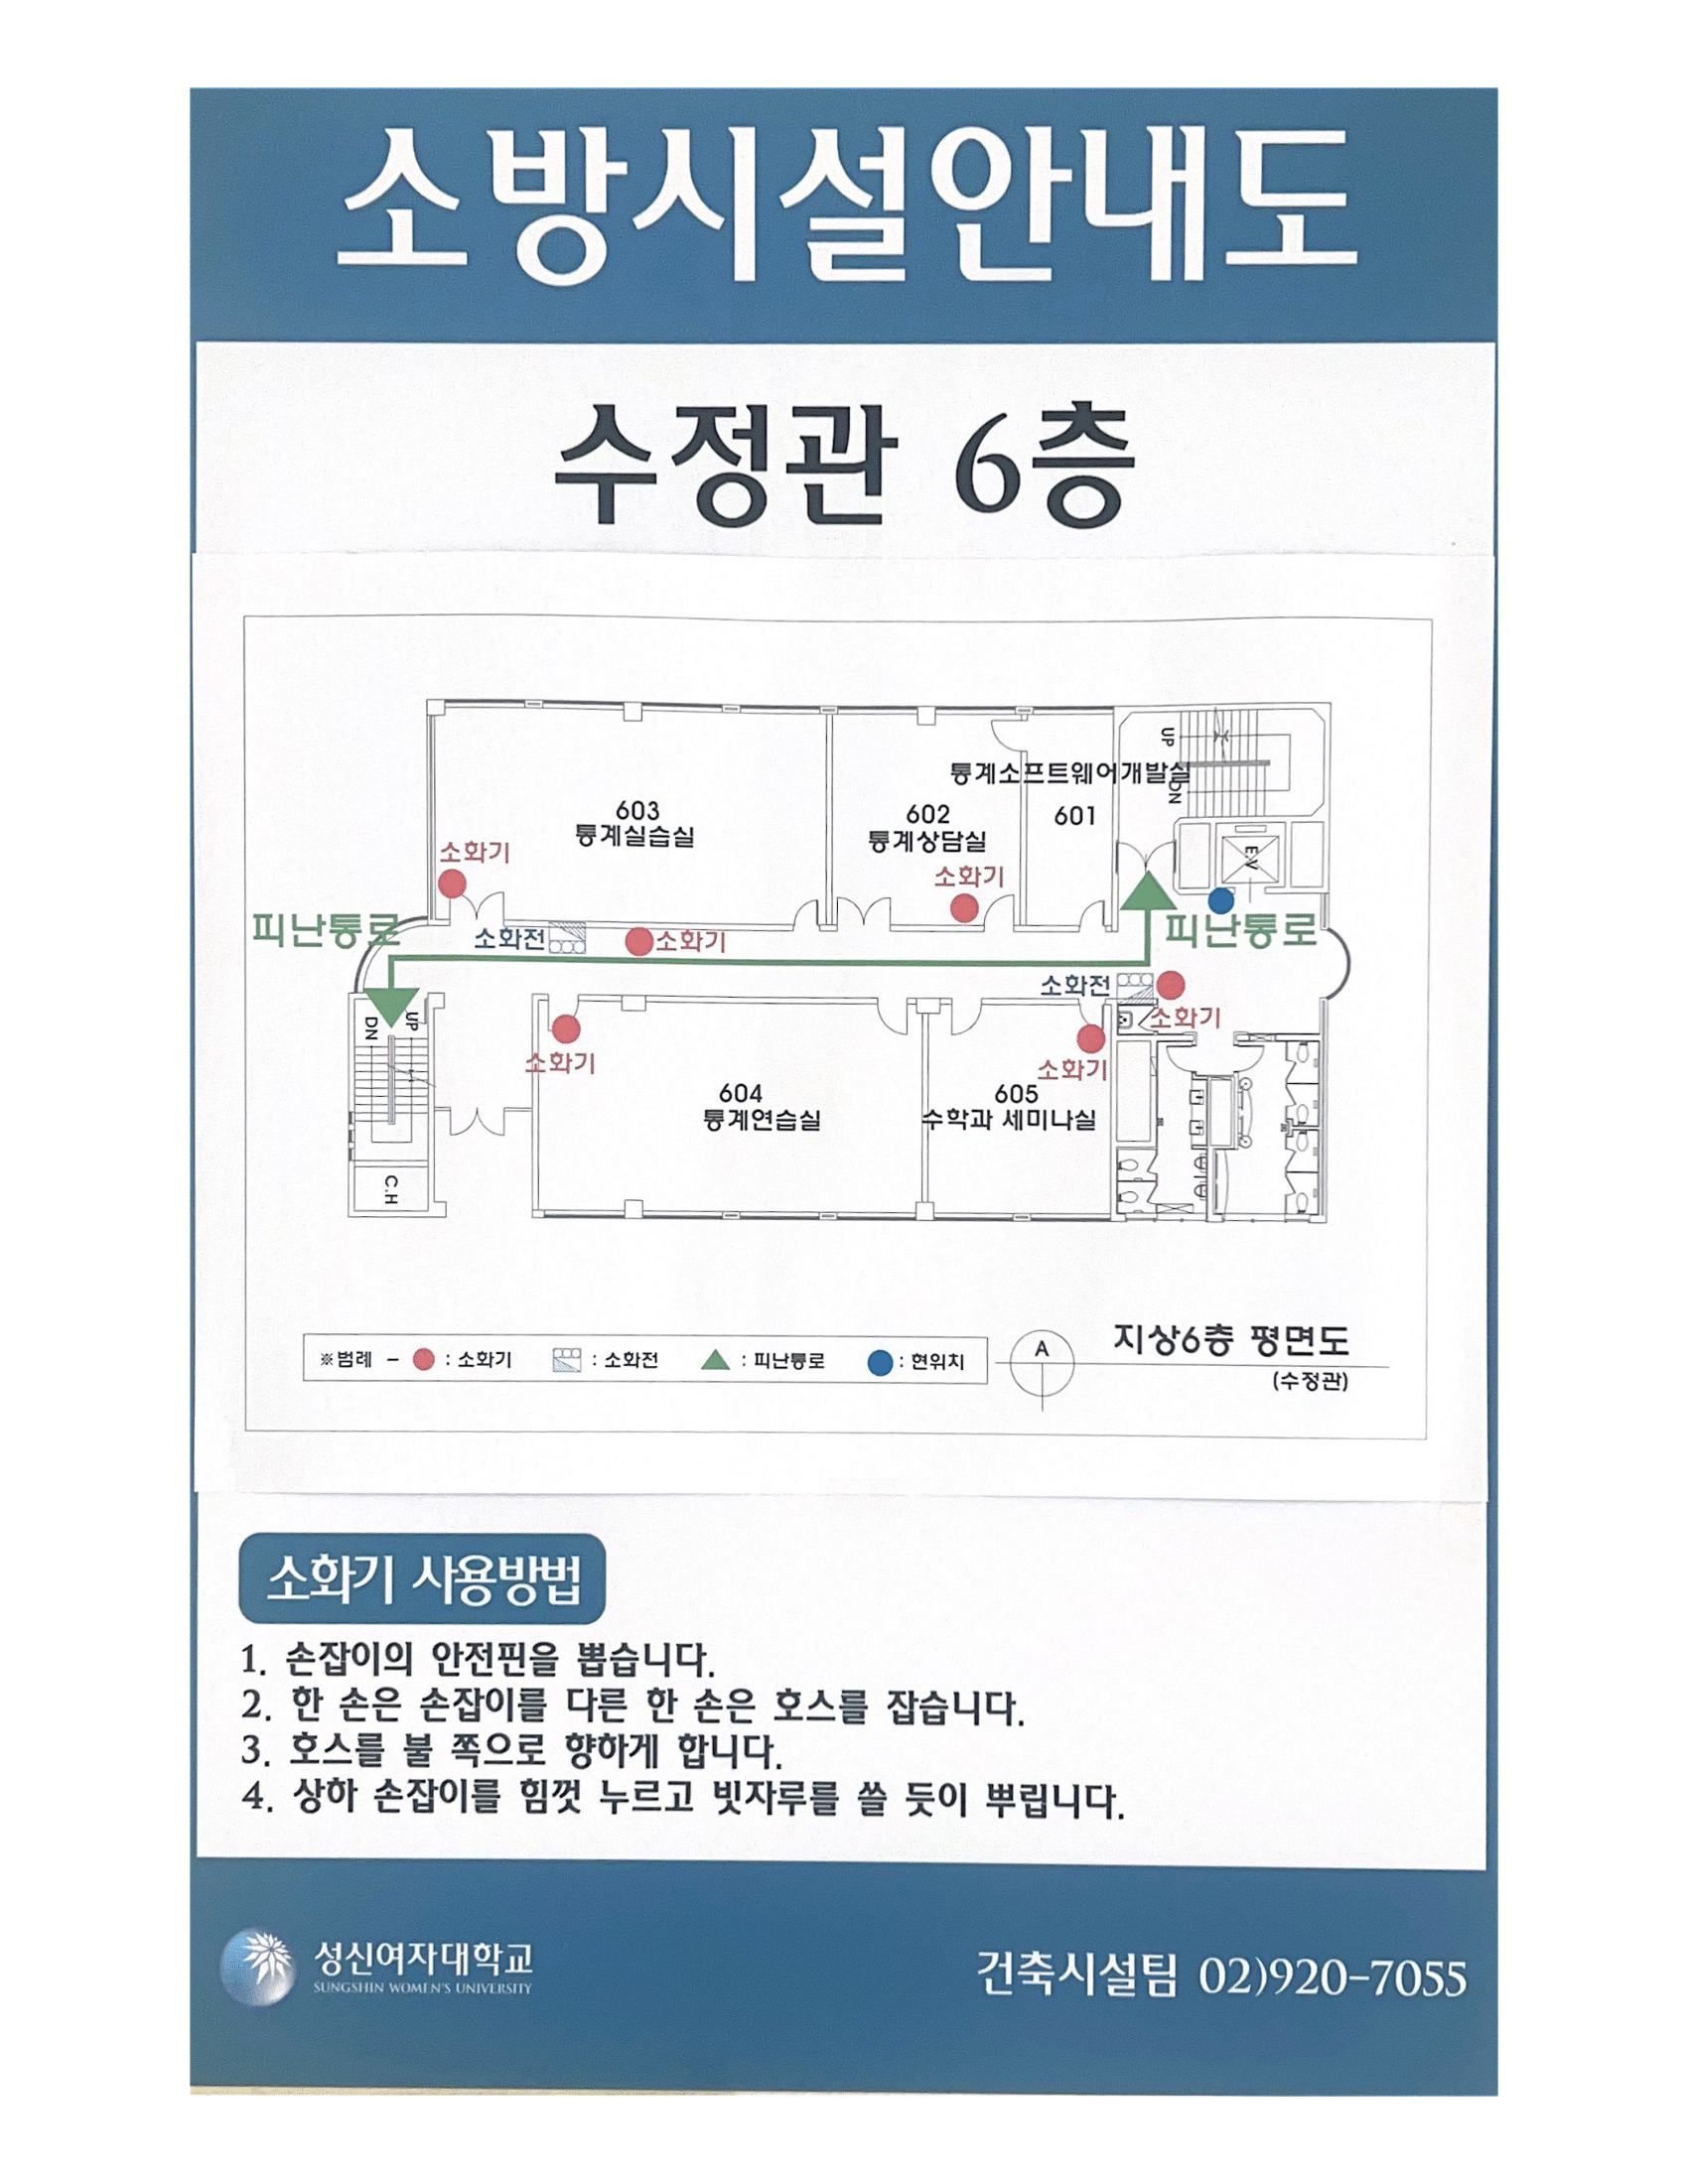 소방시설안내도
수정관 6층
UP
DN
통계소프트웨어개발실
603
통계실습실
602
통계상담실
601
E.V
소화기
소화기
피난통로
피난통로
소화전
소화기
소화전
소화기
DN
UP
소화기
소화기
604
통계연습실
605
수학과 세미나실
C.H
※범례 - : 소화기 : 소화전 : 피난통로 : 현위치
A
지상6층 평면도
(수정관)
소화기 사용방법
1. 손잡이의 안전핀을 뽑습니다.
2. 한 손은 손잡이를 다른 한 손은 호스를 잡습니다.
3. 호스를 불 쪽으로 향하게 합니다.
4. 상하 손잡이를 힘껏 누르고 빗자루를 쓸 듯이 뿌립니다.
성신여자대학교
SUNGSHIN WOMEN'S UNIVERSITY
건축시설팀 02)920-7055